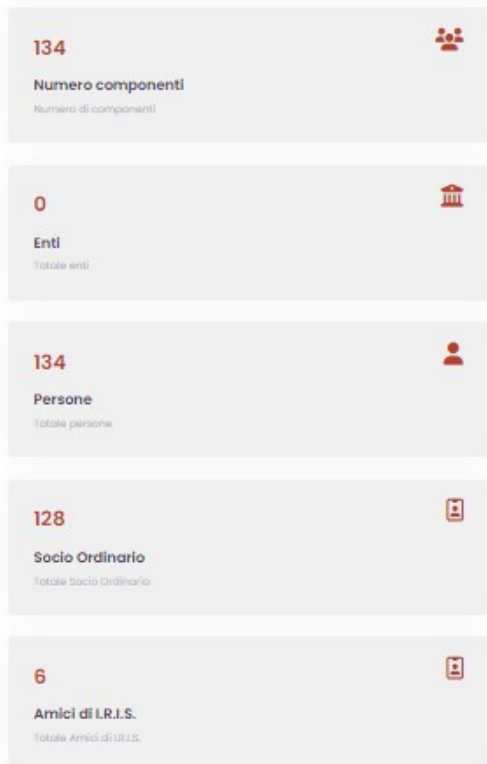 134
Numero componenti
Numero di componenti
0
Enti
Totale enti
134
Persone
Totale persone
128
Socio Ordinario
Totale Socio Ordinario
6
Amici di I.R.I.S.
Totale Amici di I.R.I.S.